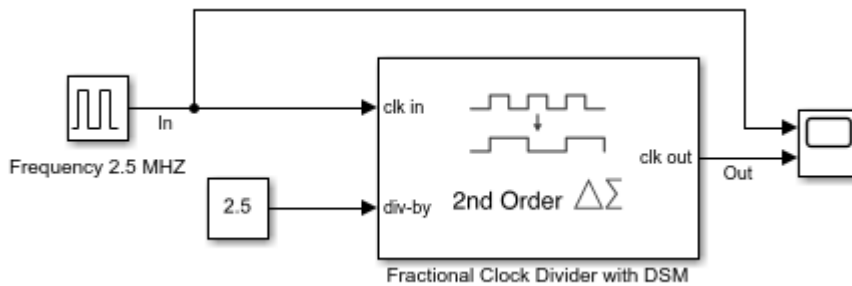 clk in
In
Frequency 2.5 MHZ
clk out
Out
2.5
div-by
2nd Order ΔΣ
Fractional Clock Divider with DSM